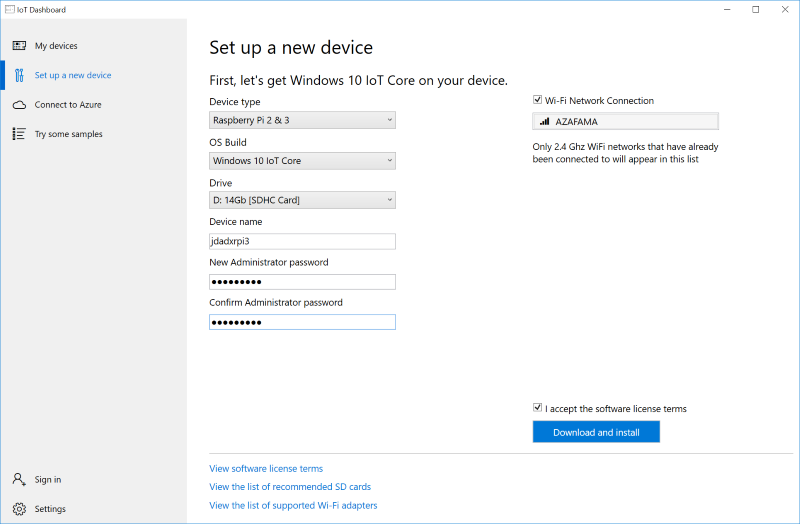 IoT Dashboard
My devices
Set up a new device
Connect to Azure
Try some samples
Sign in
Settings
Set up a new device
First, let's get Windows 10 IoT Core on your device.
Device type
Raspberry Pi 2 & 3
OS Build
Windows 10 IoT Core
Drive
D: 14Gb [SDHC Card]
Device name
jdadxrpi3
New Administrator password
●●●●●●●●●
Confirm Administrator password
●●●●●●●●●
Wi-Fi Network Connection
AZAFAMA
Only 2.4 Ghz WiFi networks that have already
been connected to will appear in this list
I accept the software license terms
Download and install
View software license terms
View the list of recommended SD cards
View the list of supported Wi-Fi adapters